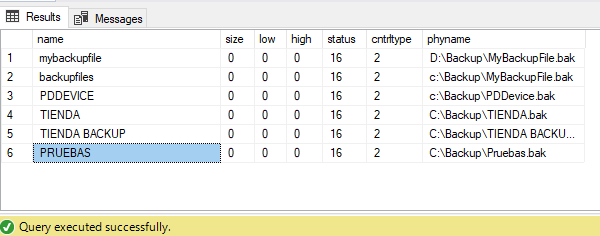 Results Messages
name size low high status cntrltype phyname
1 mybackupfile 0 0 0 16 2 D:\Backup\MyBackupFile.bak
2 backupfiles 0 0 0 16 2 c:\Backup\MyBackupFile.bak
3 PDDEVICE 0 0 0 16 2 c:\Backup\PDDevice.bak
4 TIENDA 0 0 0 16 2 C:\Backup\TIENDA.bak
5 TIENDA BACKUP 0 0 0 16 2 C:\Backup\TIENDA BACKU...
6 PRUEBAS 0 0 0 16 2 C:\Backup\Pruebas.bak
Query executed successfully.